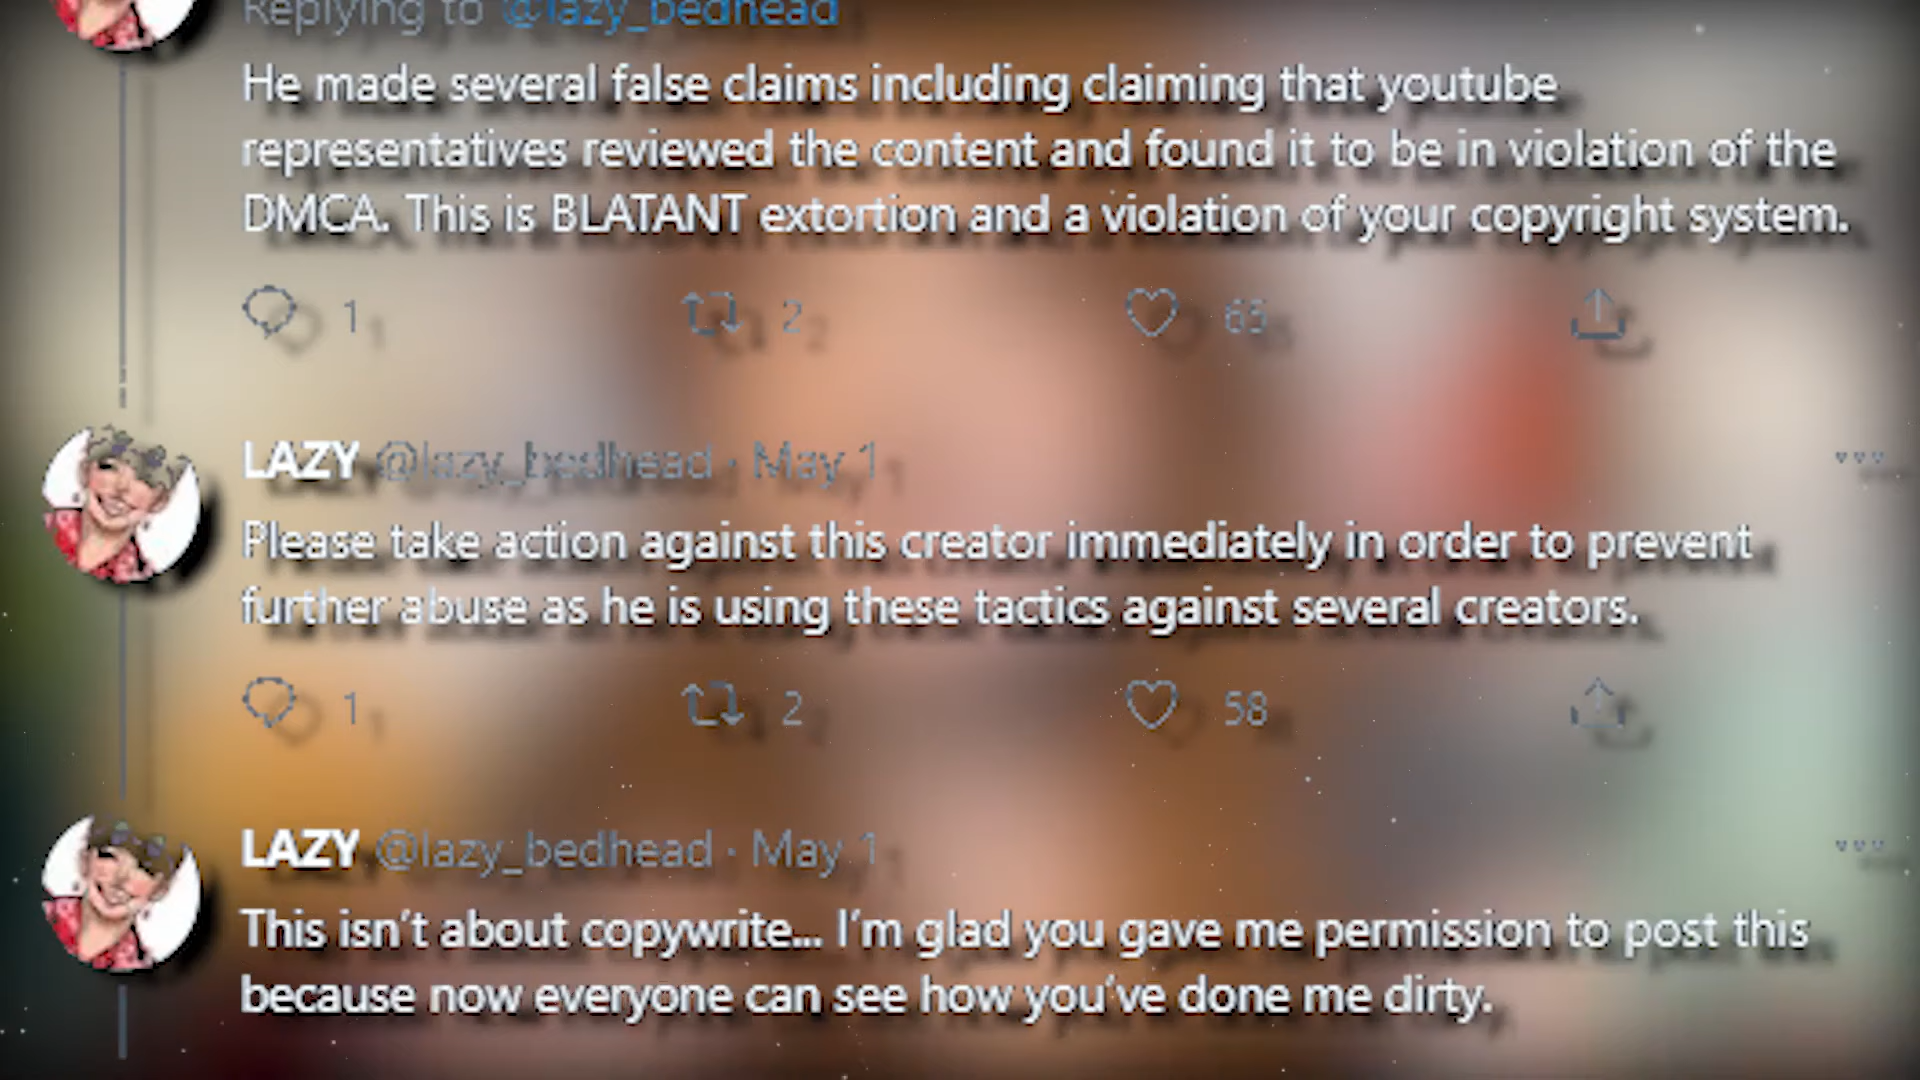 Replying to @lazy_bedhead
He made several false claims including claiming that youtube
representatives reviewed the content and found it to be in violation of the
DMCA. This is BLATANT extortion and a violation of your copyright system.
1 2 65
LAZY @lazy_bedhead · May 1
Please take action against this creator immediately in order to prevent
further abuse as he is using these tactics against several creators.
1 2 58
LAZY @lazy_bedhead · May 1
This isn’t about copywrite... I’m glad you gave me permission to post this
because now everyone can see how you’ve done me dirty.